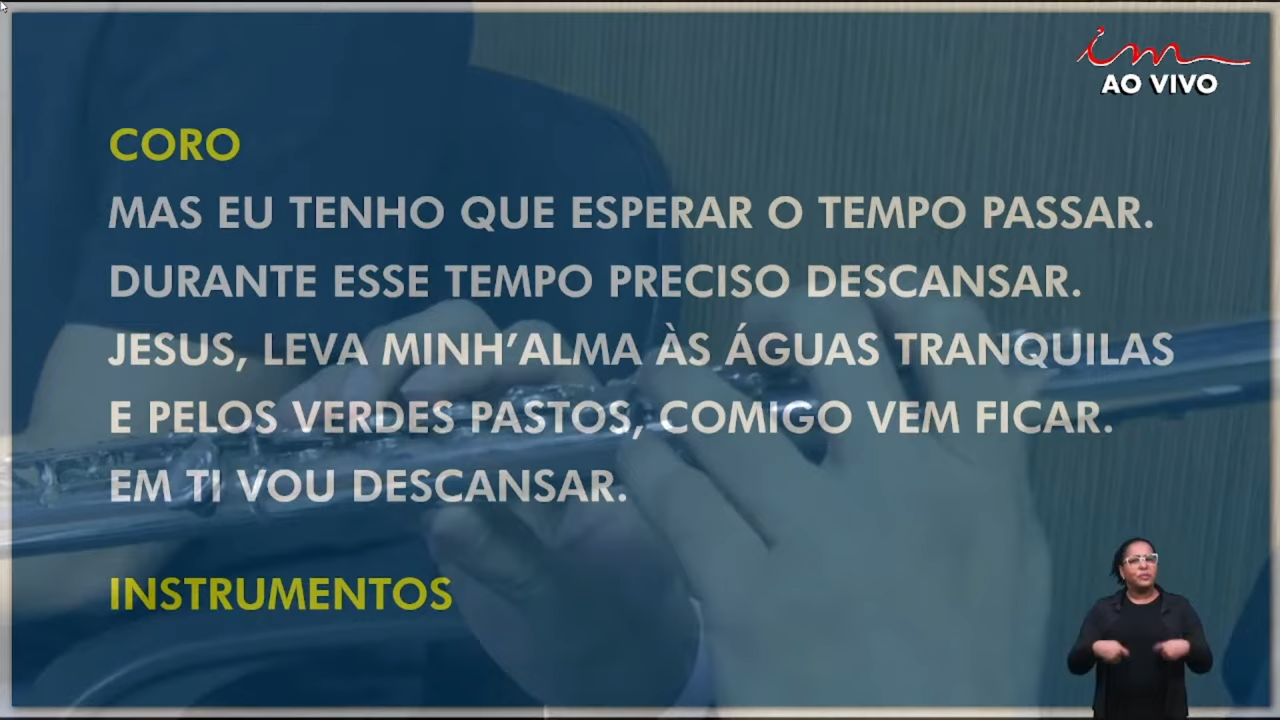 im
AO VIVO
CORO
MAS EU TENHO QUE ESPERAR O TEMPO PASSAR.
DURANTE ESSE TEMPO PRECISO DESCANSAR.
JESUS, LEVA MINH’ALMA ÀS ÁGUAS TRANQUILAS
E PELOS VERDES PASTOS, COMIGO VEM FICAR.
EM TI VOU DESCANSAR.
INSTRUMENTOS